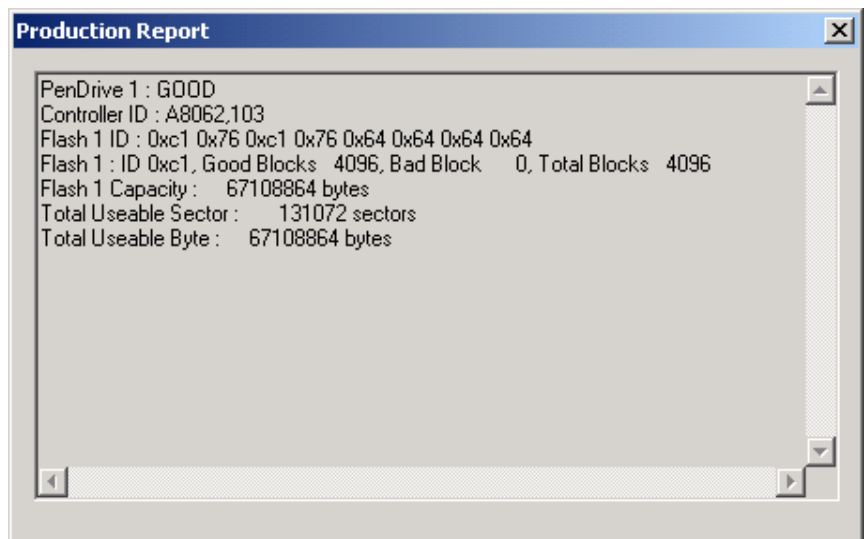 Production Report
PenDrive 1 : GOOD
Controller ID : A8062,103
Flash 1 ID : 0xc1 0x76 0xc1 0x76 0x64 0x64 0x64 0x64
Flash 1 : ID 0xc1, Good Blocks   4096, Bad Block      0, Total Blocks   4096
Flash 1 Capacity :    67108864 bytes
Total Useable Sector :      131072 sectors
Total Useable Byte :    67108864 bytes